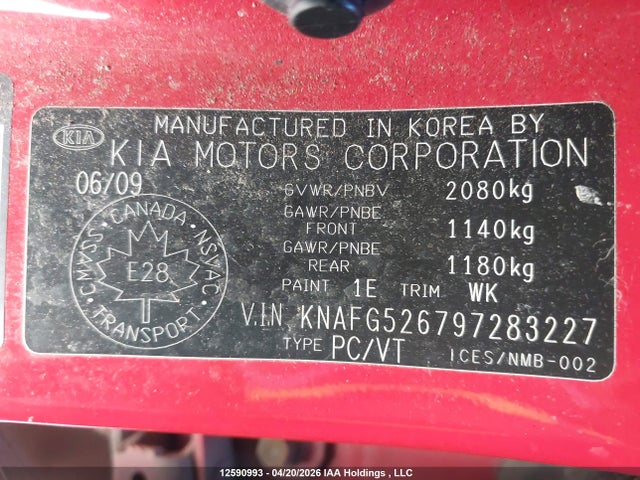 MANUFACTURED IN KOREA BY
KIA KIA MOTORS CORPORATION
06/09 GVWR/PNBV 2080kg
GAWR/PNBE FRONT 1140kg
GAWR/PNBE REAR 1180kg
PAINT 1E TRIM WK
CANADA NSVAC TRANSPORT CMVSS
E28
V.I.N KNAFG526797283227
TYPE PC/VT ICES/NMB-002
12590993 - 04/20/2026 IAA Holdings , LLC